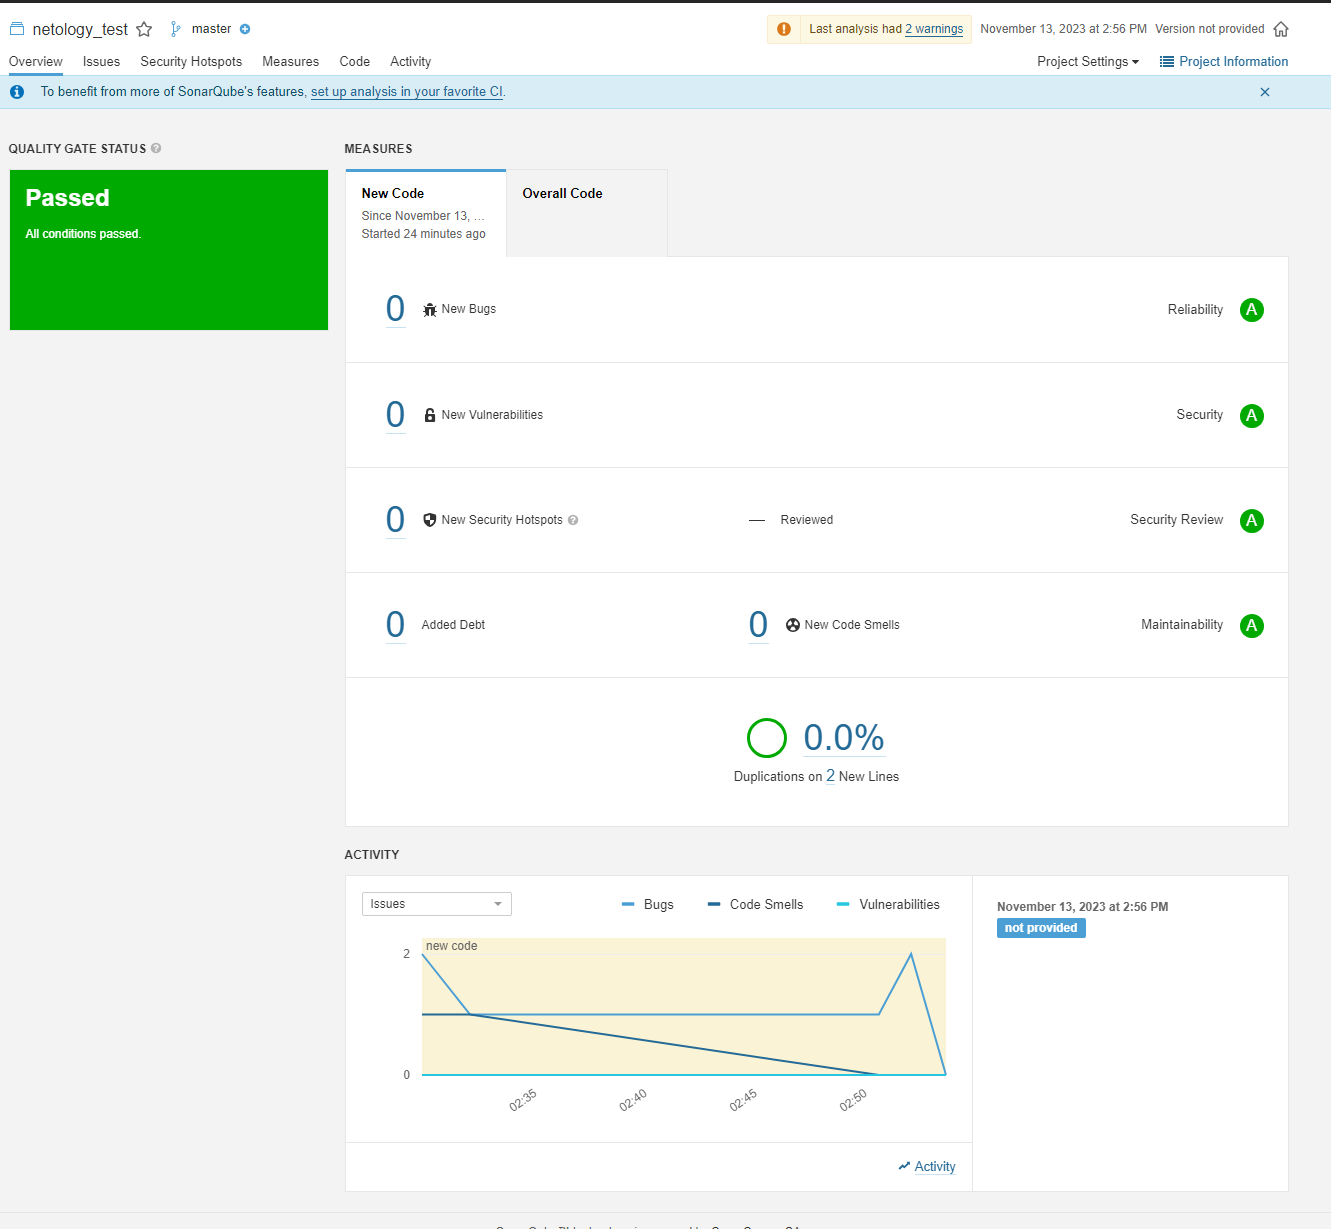 netology_test master Last analysis had 2 warnings November 13, 2023 at 2:56 PM Version not provided
Overview Issues Security Hotspots Measures Code Activity Project Settings Project Information
To benefit from more of SonarQube's features, set up analysis in your favorite CI.
QUALITY GATE STATUS
Passed
All conditions passed.
MEASURES
New Code
Since November 13, ...
Started 24 minutes ago
Overall Code
0 New Bugs Reliability A
0 New Vulnerabilities Security A
0 New Security Hotspots — Reviewed Security Review A
0 Added Debt 0 New Code Smells Maintainability A
0.0%
Duplications on 2 New Lines
ACTIVITY
Issues Bugs Code Smells Vulnerabilities
new code
2
0
02:35 02:40 02:45 02:50
Activity
November 13, 2023 at 2:56 PM
not provided